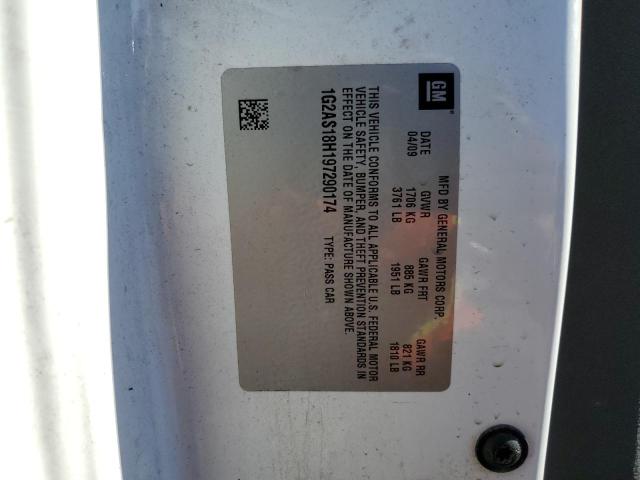 GM
MFD BY GENERAL MOTORS CORP.
DATE GVWR GAWR FRT GAWR RR
04/09 1706 KG 885 KG 821 KG
3761 LB 1951 LB 1810 LB
THIS VEHICLE CONFORMS TO ALL APPLICABLE U.S. FEDERAL MOTOR
VEHICLE SAFETY, BUMPER, AND THEFT PREVENTION STANDARDS IN
EFFECT ON THE DATE OF MANUFACTURE SHOWN ABOVE.
1G2AS18H197290174 TYPE: PASS CAR